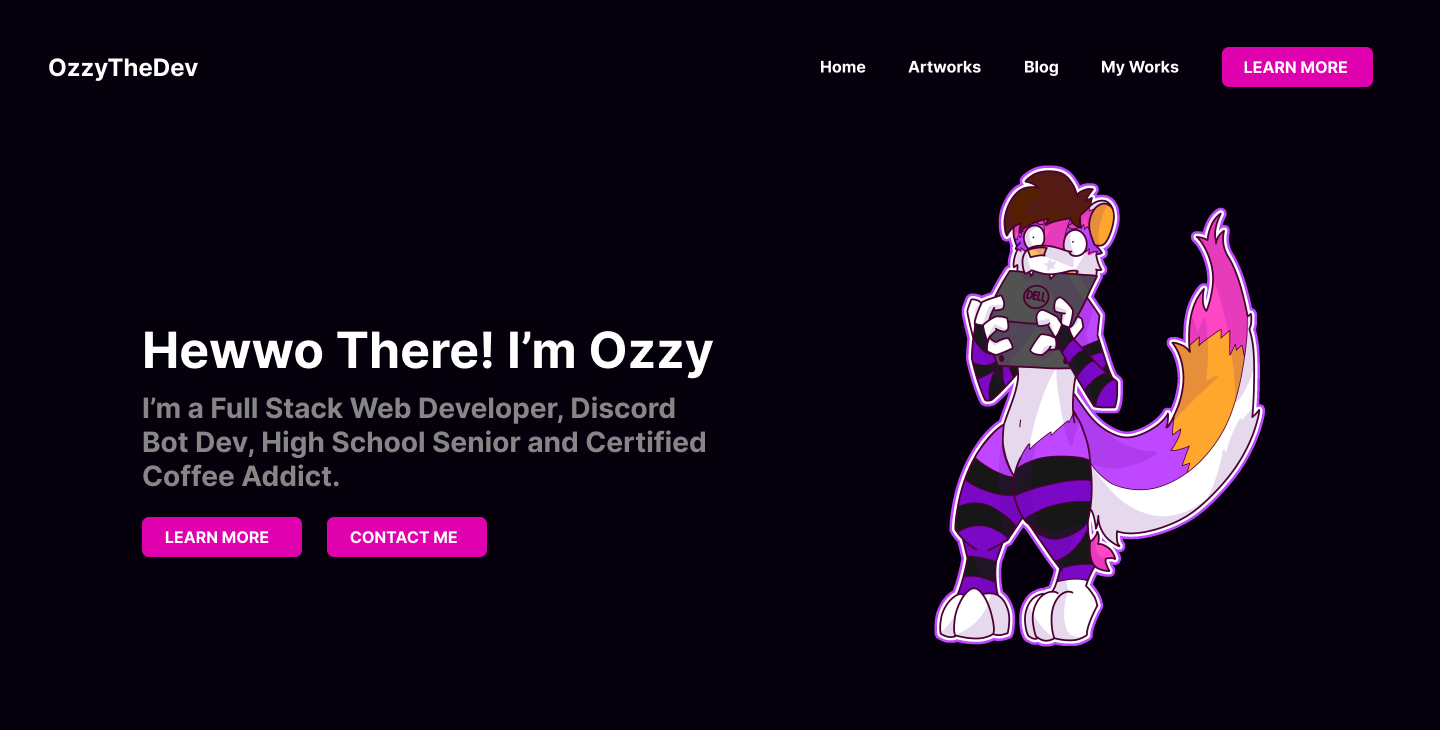 OzzyTheDev
Home Artworks Blog My Works LEARN MORE
DELL
Hewwo There! I’m Ozzy
I’m a Full Stack Web Developer, Discord
Bot Dev, High School Senior and Certified
Coffee Addict.
LEARN MORE CONTACT ME